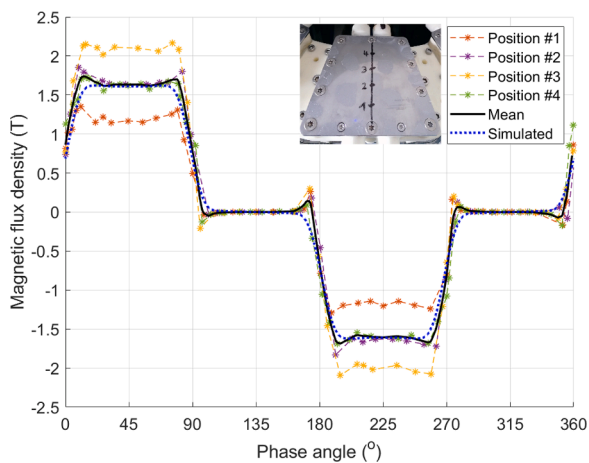 2.5
2
1.5
1
0.5
0
-0.5
-1
-1.5
-2
-2.5
Magnetic flux density (T)
0 45 90 135 180 225 270 315 360
Phase angle (o)
4
3
2
1
Position #1
Position #2
Position #3
Position #4
Mean
Simulated